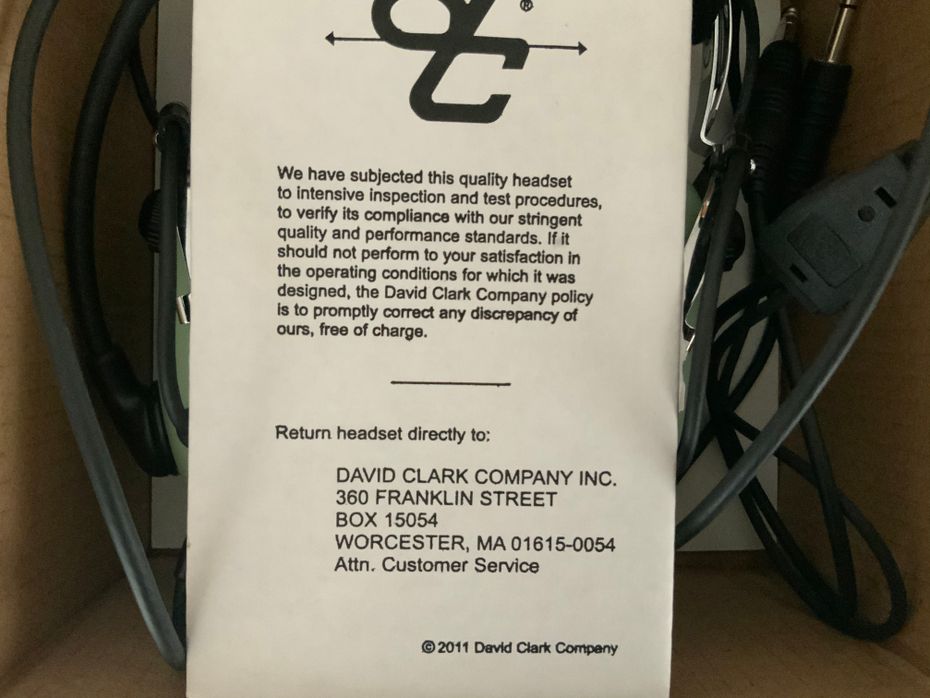 DC ®
We have subjected this quality headset
to intensive inspection and test procedures,
to verify its compliance with our stringent
quality and performance standards. If it
should not perform to your satisfaction in
the operating conditions for which it was
designed, the David Clark Company policy
is to promptly correct any discrepancy of
ours, free of charge.
Return headset directly to:
DAVID CLARK COMPANY INC.
360 FRANKLIN STREET
BOX 15054
WORCESTER, MA 01615-0054
Attn. Customer Service
© 2011 David Clark Company